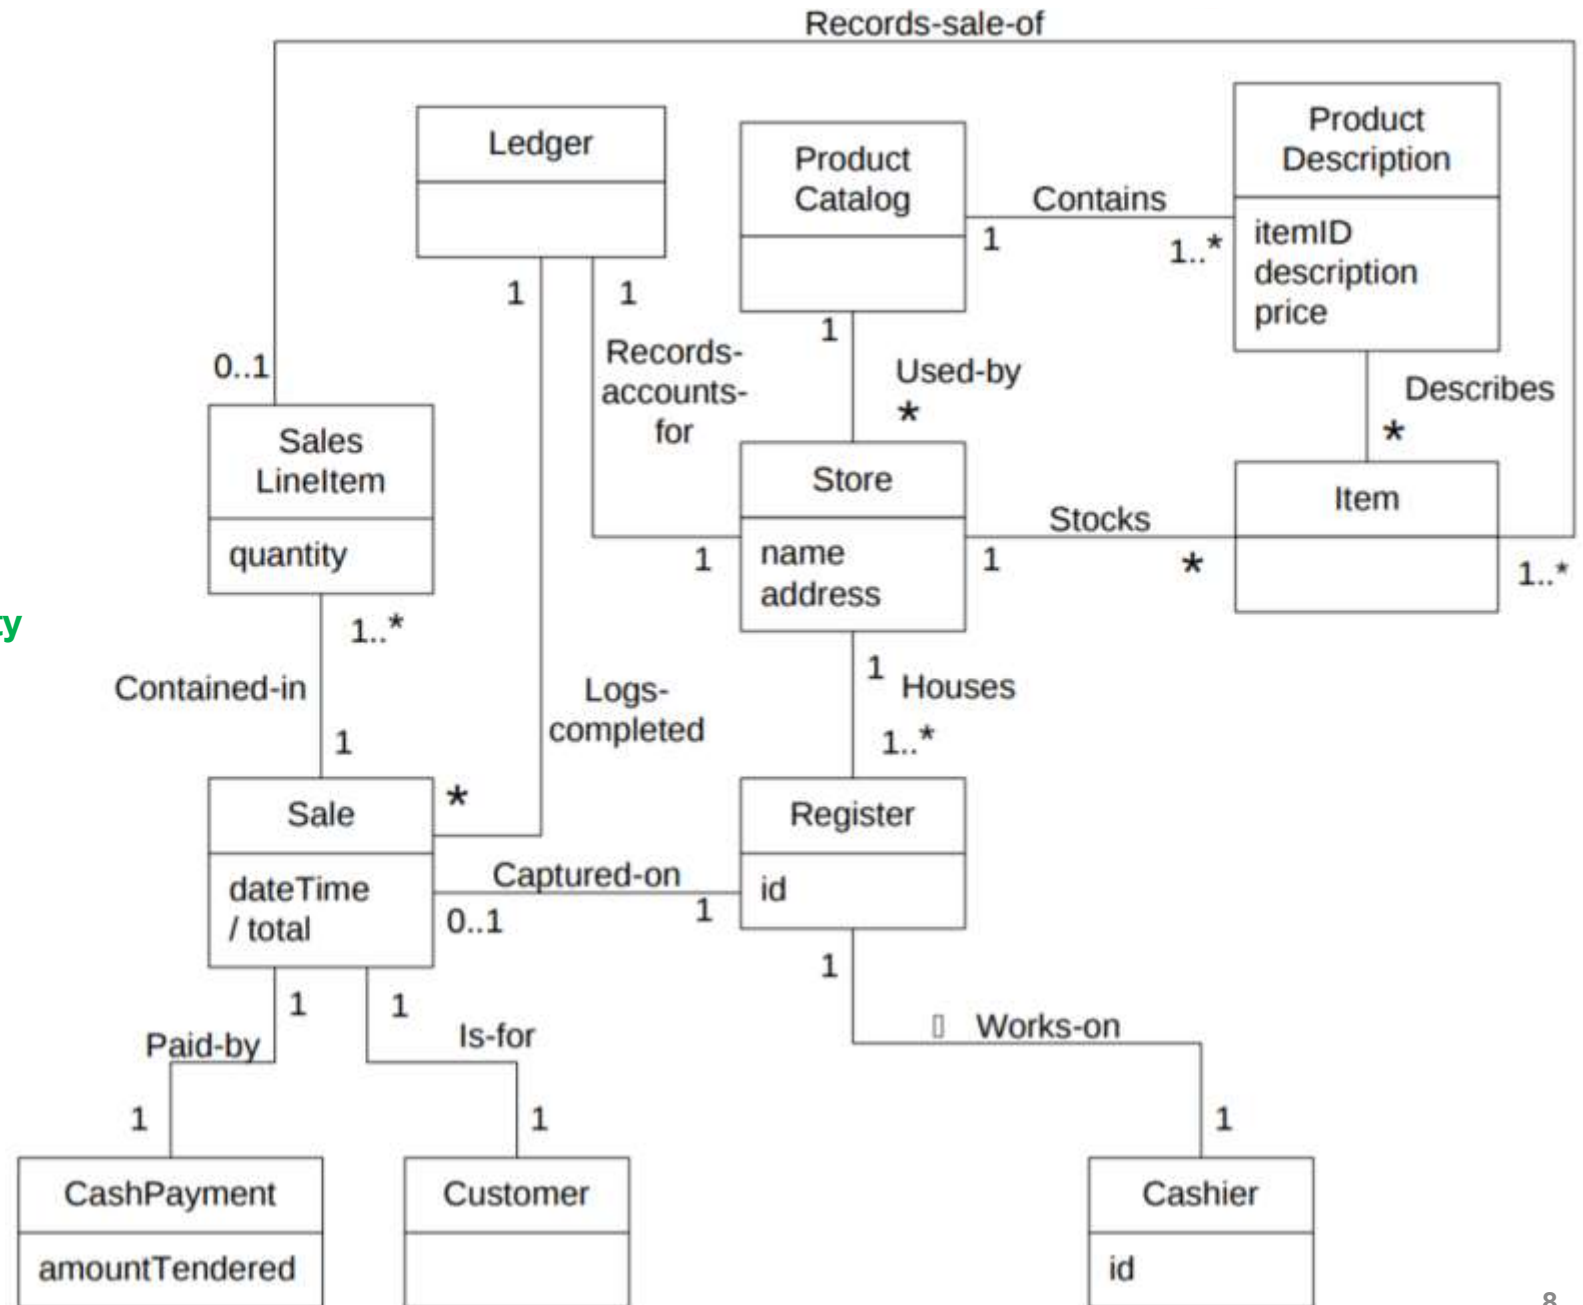 Records-sale-of
Ledger
Product
Catalog
Product
Description
Contains
1
1..*
itemID
description
price
1
1
1
Records-
accounts-
for
Used-by
*
Describes
*
0..1
Sales
LineItem
quantity
Store
name
address
Stocks
1
1
*
Item
1..*
ty
1..*
Contained-in
1
Logs-
completed
1
Houses
1..*
Sale
*
dateTime
/ total
Captured-on
0..1
1
Register
id
1
1
1
Paid-by
Is-for
Works-on
1
1
1
CashPayment
amountTendered
Customer
Cashier
id
8